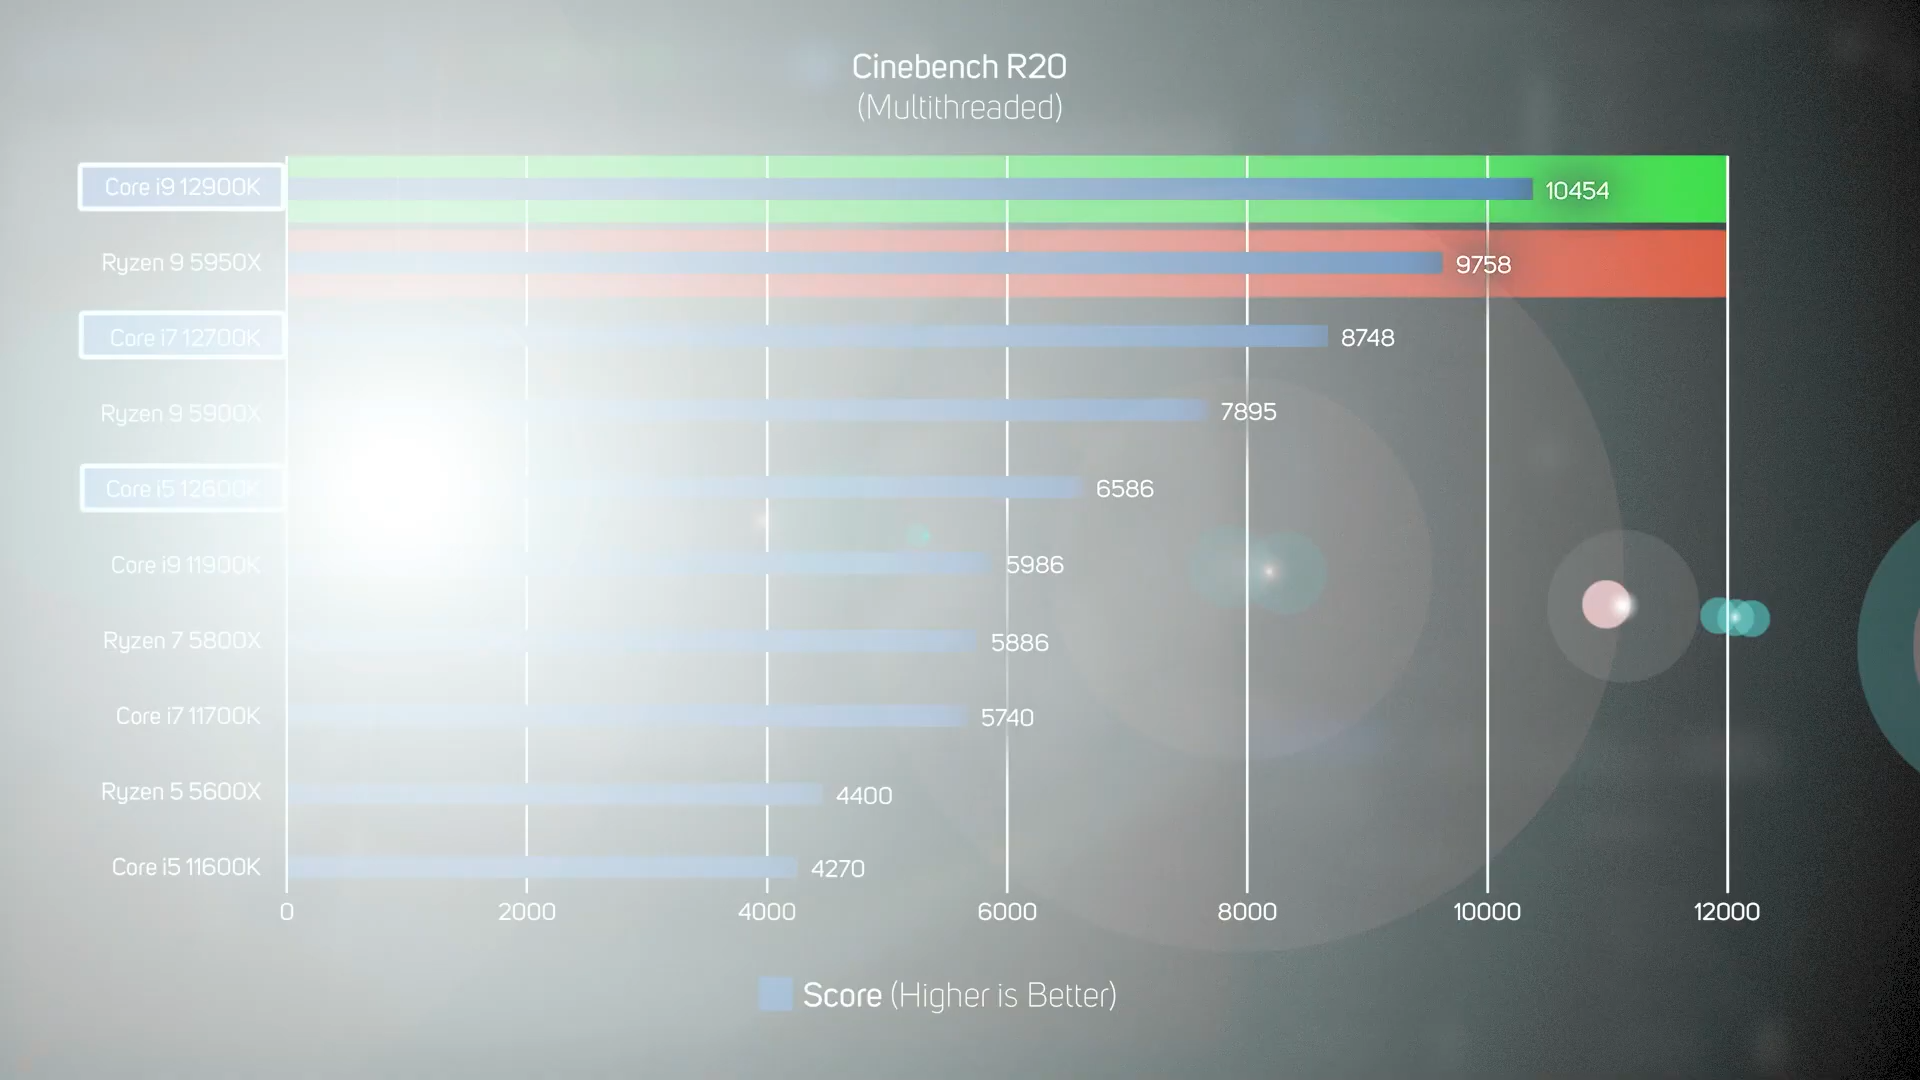 Cinebench R20
(Multithreaded)
Core i9 12900K
10454
Ryzen 9 5950X
9758
Core i7 12700K
8748
Ryzen 9 5900X
7895
Core i5 12600K
6586
Core i9 11900K
5986
Ryzen 7 5800X
5886
Core i7 11700K
5740
Ryzen 5 5600X
4400
Core i5 11600K
4270
0 2000 4000 6000 8000 10000 12000
Score (Higher is Better)